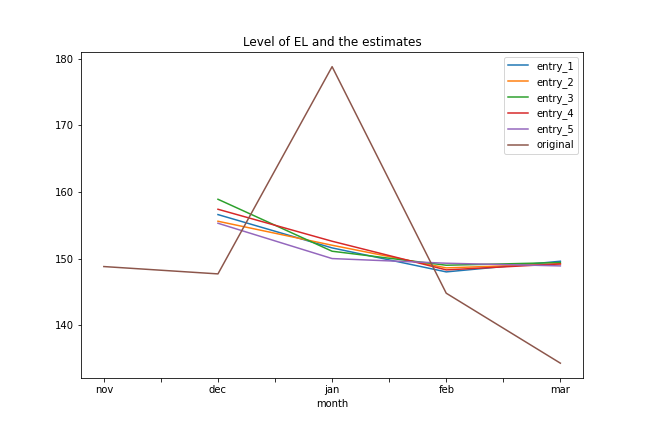 Level of EL and the estimates
180
170
160
150
140
entry_1
entry_2
entry_3
entry_4
entry_5
original
nov dec jan feb mar
month